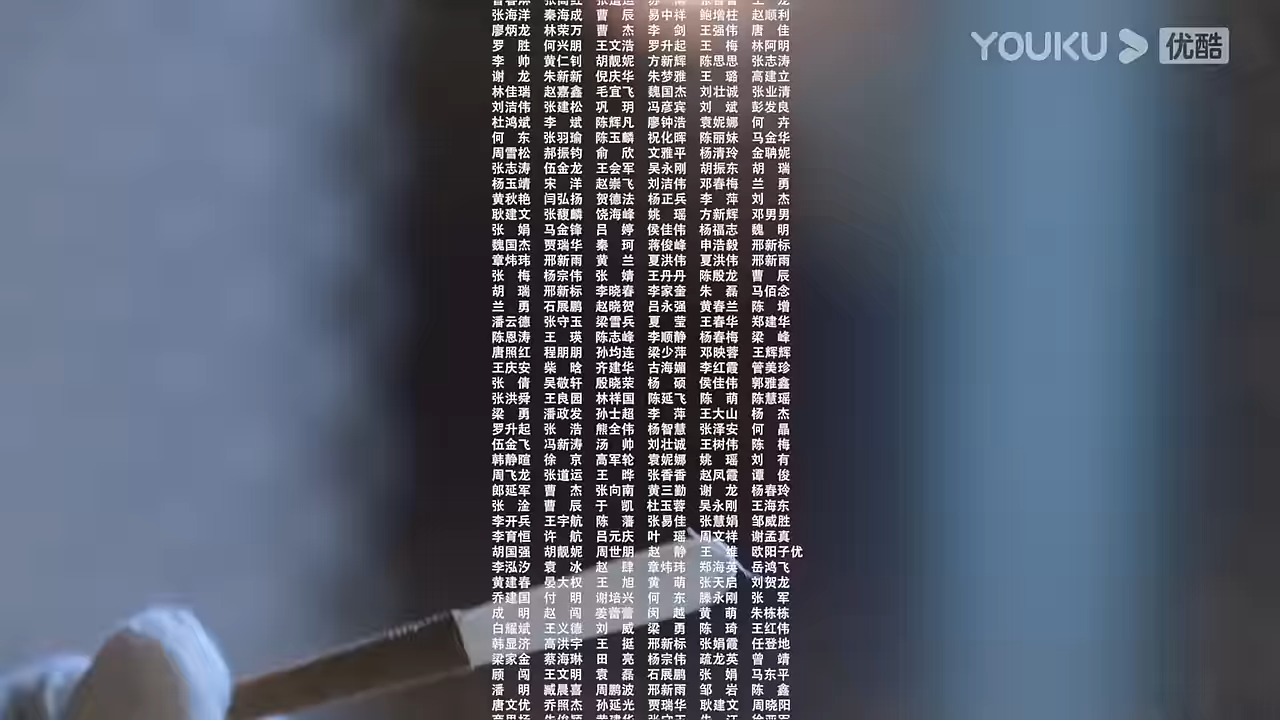 YOUKU 优酷
张海洋 秦海成 曹 辰 易中祥 鲍增柱 赵顺利
廖炳龙 林荣万 曹 杰 李 剑 王强伟 唐 佳
罗 胜 何兴朋 王文浩 罗升起 王 梅 林阿明
李 帅 黄仁钊 胡靓妮 方新辉 陈思思 张志涛
谢 龙 朱新新 倪庆华 朱梦雅 王 璐 高建立
林佳瑞 赵嘉鑫 毛宜飞 魏国杰 刘壮诚 张业清
刘洁伟 张建松 巩 玥 冯彦宾 刘 斌 彭发良
杜鸿斌 李 斌 陈辉凡 廖钟浩 袁妮娜 何 卉
何 东 张羽瑜 陈玉麟 祝化晖 陈丽妹 马金华
周雪松 郝振钧 俞 欣 文雅平 杨清玲 金聃妮
张志涛 伍金龙 王会军 吴永刚 胡振东 胡 瑞
杨玉靖 宋 洋 赵崇飞 刘洁伟 邓春梅 兰 勇
黄秋艳 闫弘扬 贺德法 杨正兵 李 萍 刘 杰
耿建文 张馥麟 饶海峰 姚 瑶 方新辉 邓男男
张 娟 马金锋 吕 婷 侯佳伟 杨福志 魏 明
魏国杰 贾瑞华 秦 珂 蒋俊峰 申浩毅 邢新标
章炜玮 邢新雨 黄 兰 夏洪伟 夏洪伟 邢新雨
张 梅 杨宗伟 张 婧 王丹丹 陈殷龙 曹 辰
胡 瑞 邢新标 李晓春 李家奎 朱 磊 马佰念
兰 勇 石展鹏 赵晓贺 吕永强 黄春兰 陈 增
潘云德 张守玉 梁雪兵 夏 莹 王春华 郑建华
陈恩涛 王 瑛 陈志峰 李顺静 杨春梅 梁 峰
唐照红 程朋朋 孙均连 梁少萍 邓映蓉 王辉辉
王庆安 柴 晗 齐建华 古海媚 李红霞 管美珍
张 倩 吴敬轩 殷晓荣 杨 硕 侯佳伟 郭雅鑫
张洪舜 王良园 林祥国 陈延飞 陈 萌 陈慧瑶
梁 勇 潘政发 孙士超 李 萍 王大山 杨 杰
罗升起 张 浩 熊全伟 杨智慧 张泽安 何 晶
伍金飞 冯新涛 汤 帅 刘壮诚 王树伟 陈 梅
韩静暄 徐 京 高军轮 袁妮娜 姚 瑶 刘 有
周飞龙 张道运 王 晔 张香香 赵凤霞 谭 俊
郎延军 曹 杰 张向南 黄三勤 谢 龙 杨春玲
张 淦 曹 辰 于 凯 杜玉蓉 吴永刚 王海东
李开兵 王宇航 陈 藩 张易佳 张慧娟 邹威胜
李育恒 许 航 吕元庆 叶 瑶 周文祥 谢孟真
胡国强 胡靓妮 周世朋 赵 静 王 维 欧阳子优
李泓汐 袁 冰 赵 肆 章炜玮 郑海英 岳鸿飞
黄建春 晏大权 王 旭 黄 萌 张天启 刘贺龙
乔建国 付 明 谢培兴 何 东 滕永刚 张 军
成 明 赵 闯 姜蕾蕾 闵 越 黄 萌 朱栋栋
白耀斌 王义德 刘 威 梁 勇 陈 琦 王红伟
韩显济 高洪宇 王 挺 邢新标 张娟霞 任登地
梁家金 蔡海琳 田 亮 杨宗伟 疏龙英 曾 靖
顾 闯 王文明 袁 磊 石展鹏 张 娟 马东平
潘 明 臧晨喜 周鹏波 邢新雨 邹 岩 陈 鑫
唐文优 乔照杰 孙延光 贾瑞华 耿建文 周晓阳